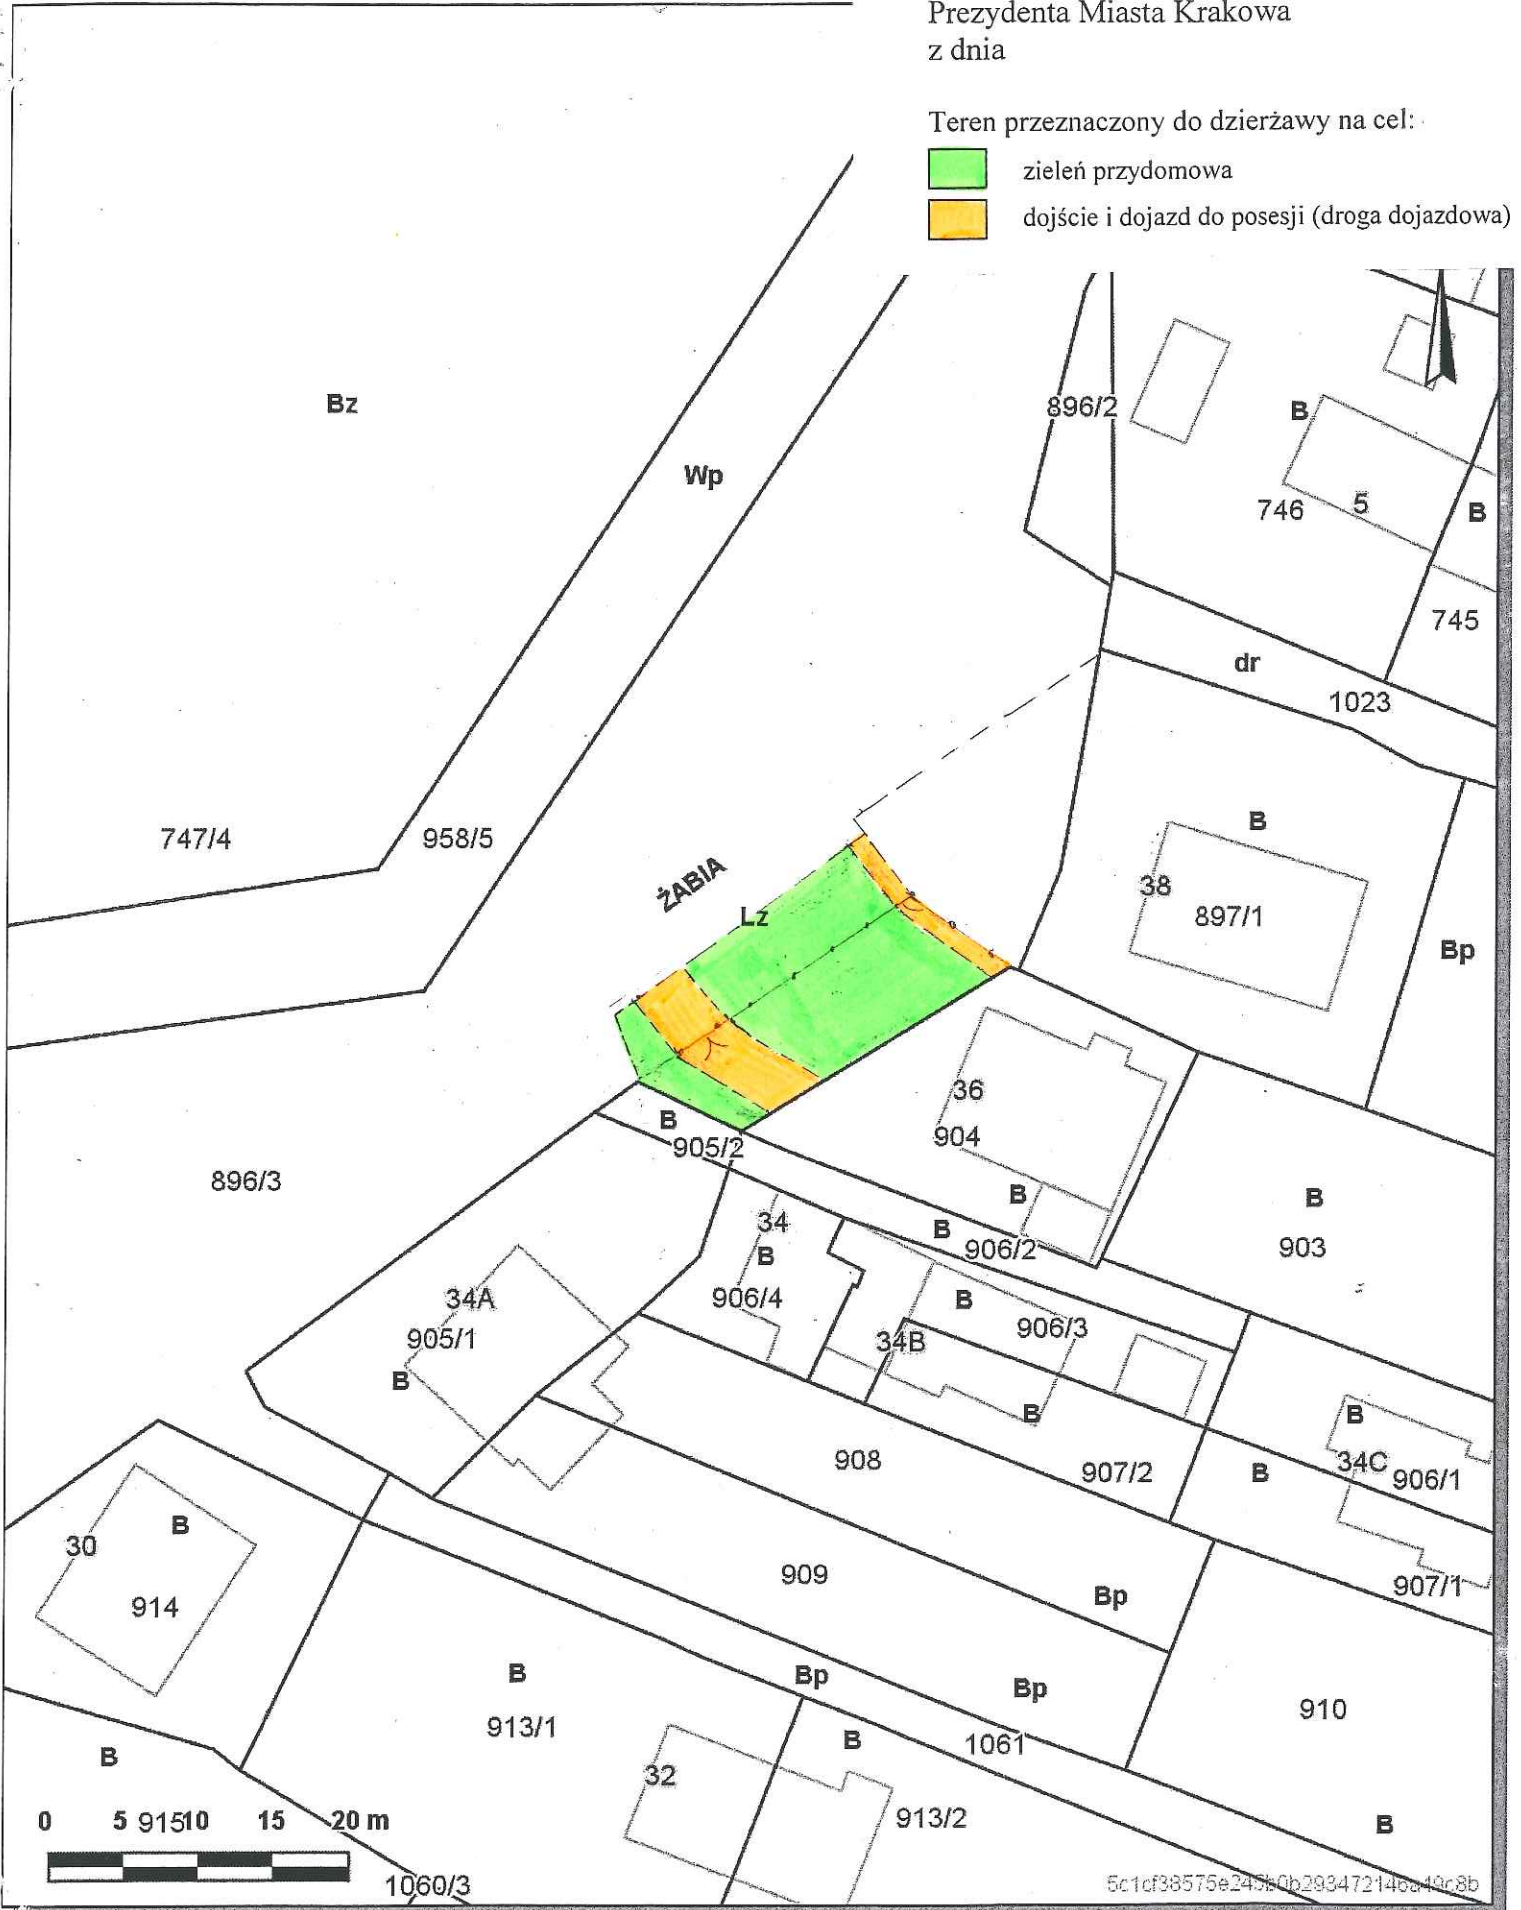 Prezydenta Miasta Krakowa
z dnia
Teren przeznaczony do dzierżawy na cel:
zieleń przydomowa
dojście i dojazd do posesji (droga dojazdowa)
Bz
896/2
B
Wp
746
5
B
745
dr
1023
747/4
958/5
B
ŻABIA
38
Lz
897/1
Bp
36
B
904
905/2
896/3
B
B
34
B
903
B
906/2
34A
906/4
B
906/3
905/1
34B
B
B
B
908
907/2
B
34C
906/1
B
30
909
Bp
907/1
914
B
Bp
Bp
910
913/1
1061
B
B
32
0 5 915 10 15 20 m
913/2
B
1060/3